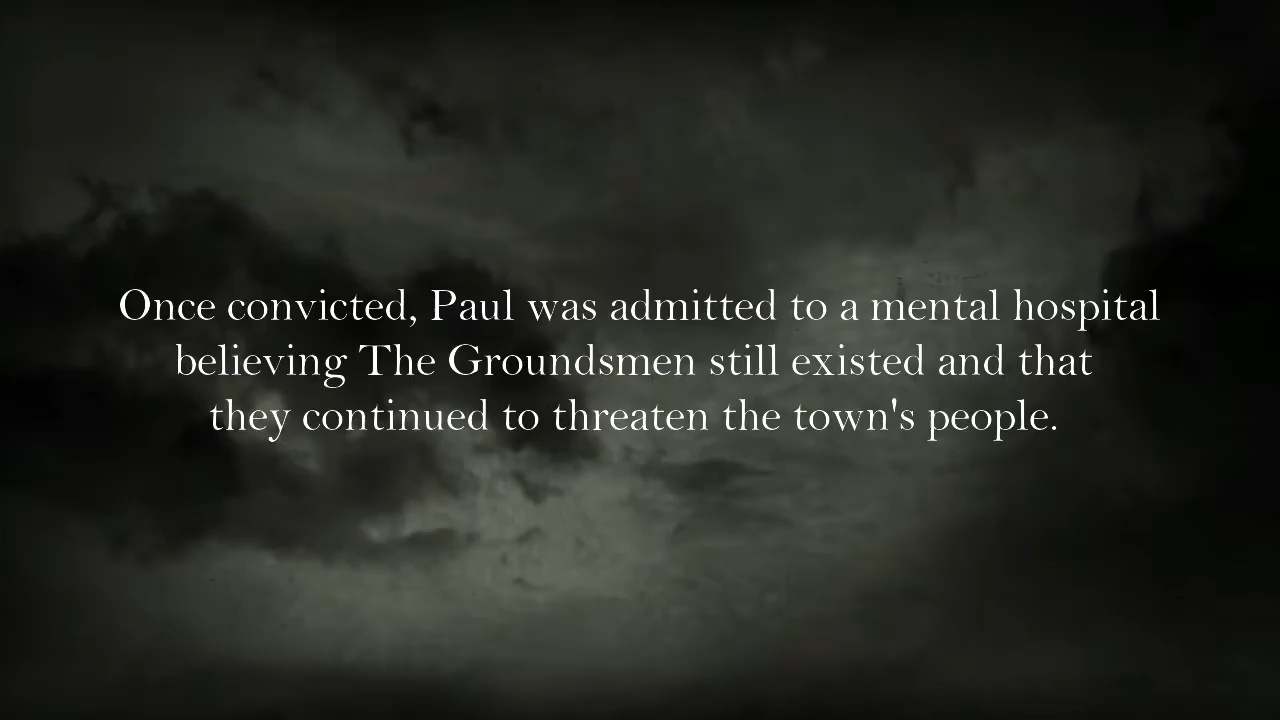 Once convicted, Paul was admitted to a mental hospital
believing The Groundsmen still existed and that
they continued to threaten the town's people.